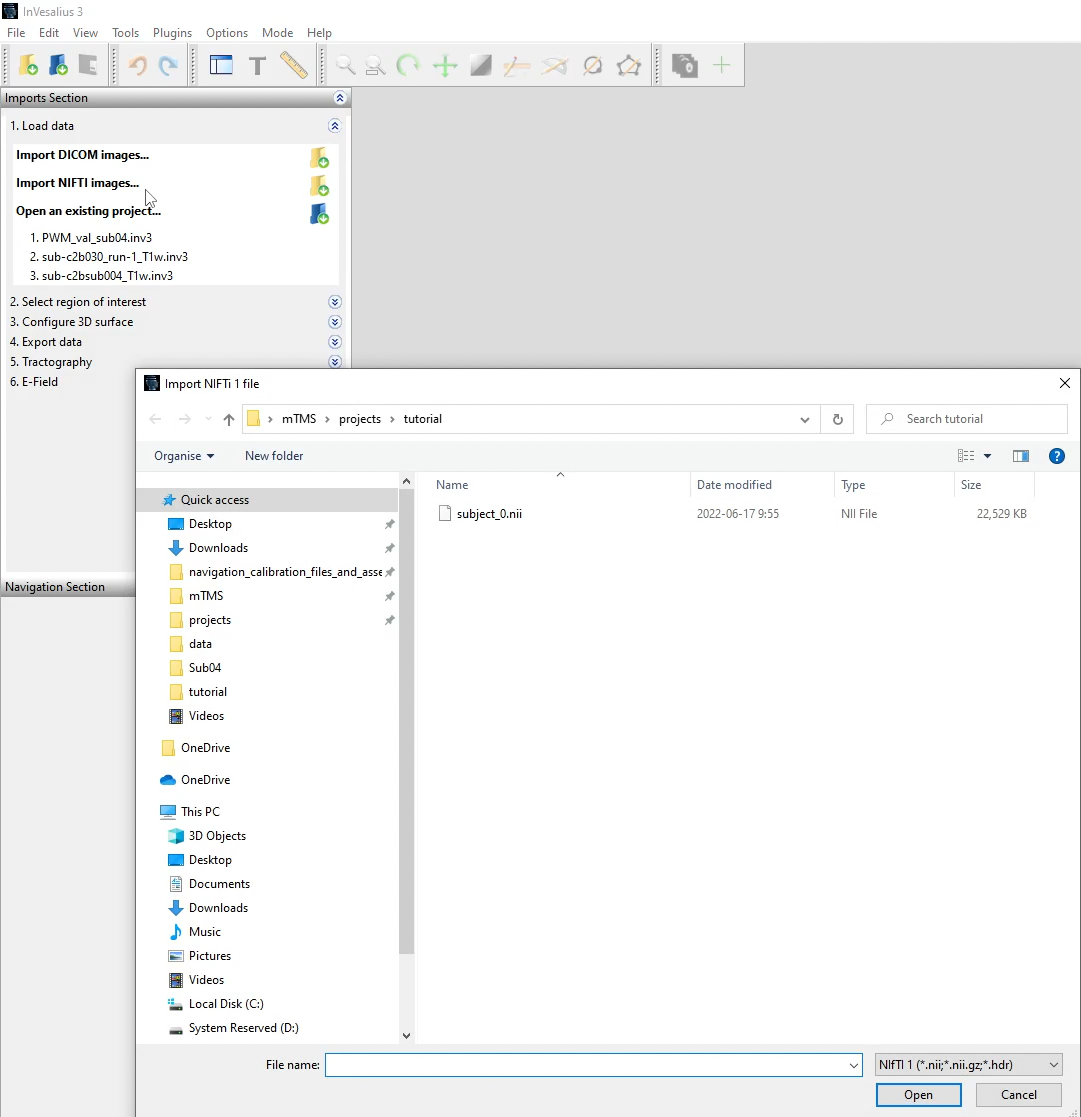 InVesalius 3
File Edit View Tools Plugins Options Mode Help
Imports Section
1. Load data
Import DICOM images...
Import NIFTI images...
Open an existing project...
1. PWM_val_sub04.inv3
2. sub-c2b030_run-1_T1w.inv3
3. sub-c2bsub004_T1w.inv3
2. Select region of interest
3. Configure 3D surface
4. Export data
5. Tractography
6. E-Field
Navigation Section
Import NIFTi 1 file
mTMS › projects › tutorial
Search tutorial
Organise New folder
Name Date modified Type Size
subject_0.nii 2022-06-17 9:55 NII File 22,529 KB
Quick access
Desktop
Downloads
navigation_calibration_files_and_asse
mTMS
projects
data
Sub04
tutorial
Videos
OneDrive
OneDrive
This PC
3D Objects
Desktop
Documents
Downloads
Music
Pictures
Videos
Local Disk (C:)
System Reserved (D:)
File name: NIfTI 1 (*.nii;*.nii.gz;*.hdr)
Open Cancel